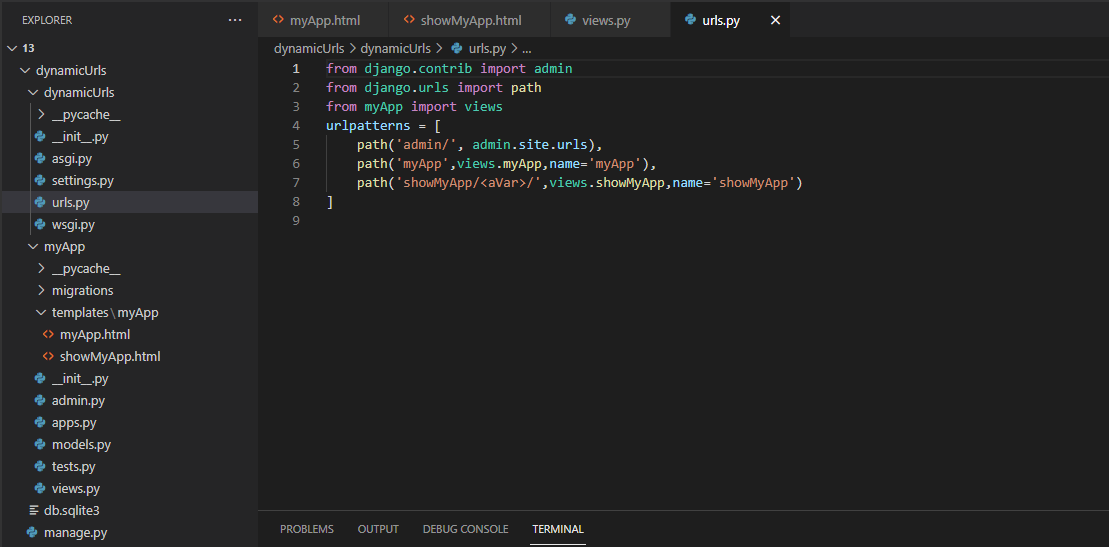 EXPLORER ...
13
dynamicUrls
dynamicUrls
__pycache__
__init__.py
asgi.py
settings.py
urls.py
wsgi.py
myApp
__pycache__
migrations
templates\myApp
myApp.html
showMyApp.html
__init__.py
admin.py
apps.py
models.py
tests.py
views.py
db.sqlite3
manage.py
myApp.html showMyApp.html views.py urls.py
dynamicUrls > dynamicUrls > urls.py > ...
1 from django.contrib import admin
2 from django.urls import path
3 from myApp import views
4 urlpatterns = [
5     path('admin/', admin.site.urls),
6     path('myApp',views.myApp,name='myApp'),
7     path('showMyApp/<aVar>/',views.showMyApp,name='showMyApp')
8 ]
9
PROBLEMS OUTPUT DEBUG CONSOLE TERMINAL